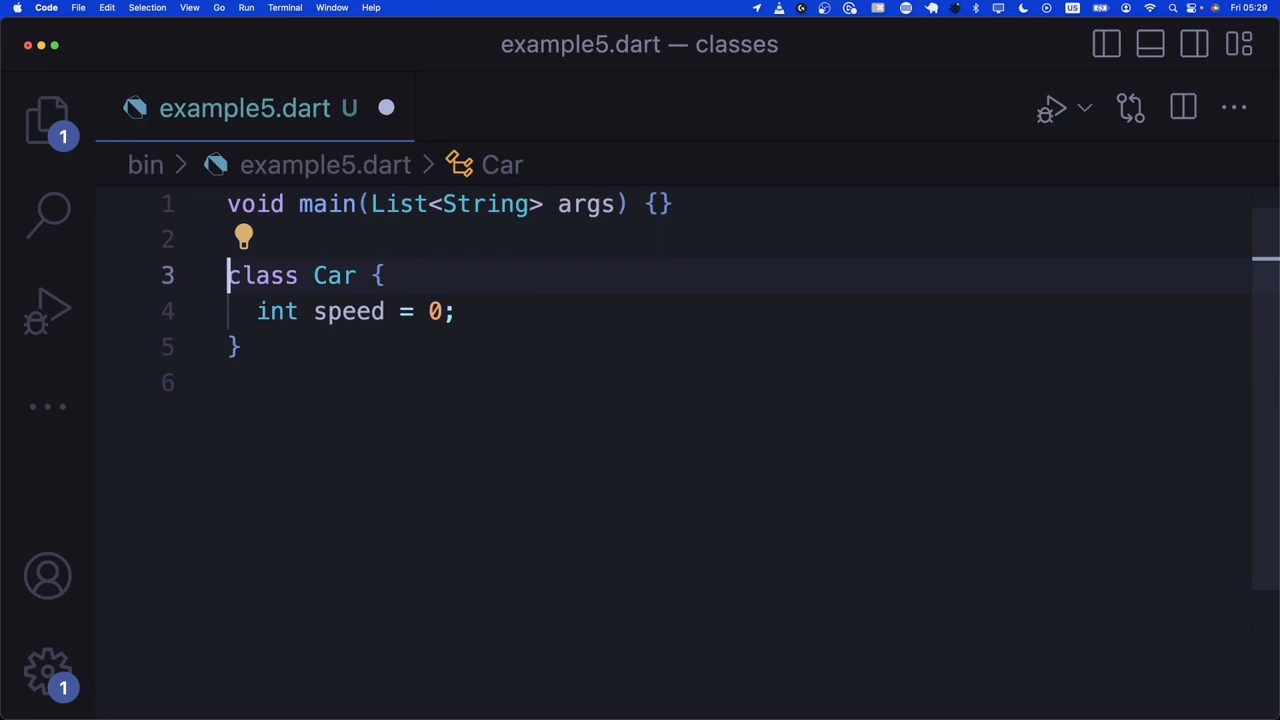 Code File Edit Selection View Go Run Terminal Window Help US Fri 05:29
example5.dart — classes
example5.dart U
1
bin > example5.dart > Car
1 void main(List<String> args) {}
2
3 class Car {
4 int speed = 0;
5 }
6
1